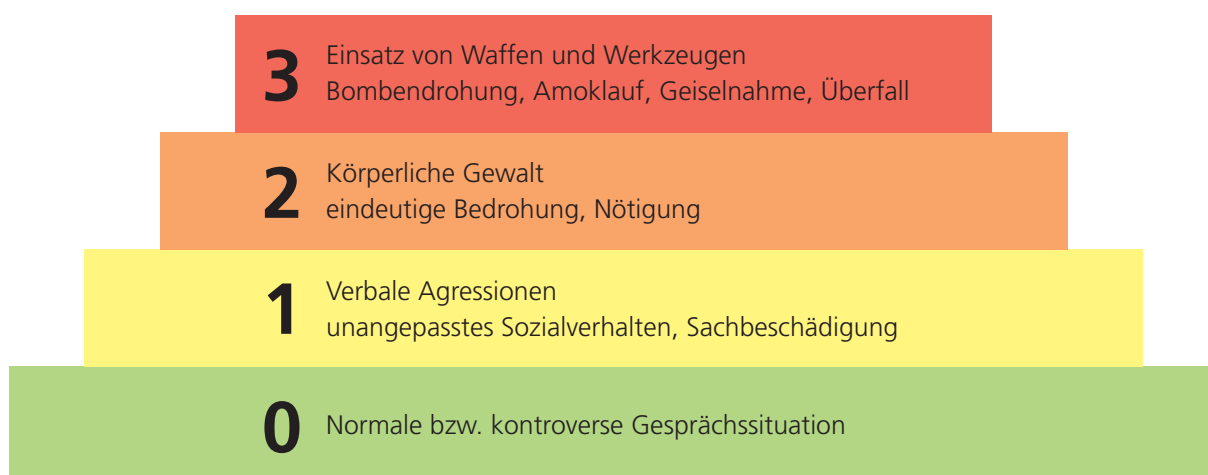 3
Einsatz von Waffen und Werkzeugen
Bombendrohung, Amoklauf, Geiselnahme, Überfall
2
Körperliche Gewalt
eindeutige Bedrohung, Nötigung
1
Verbale Agressionen
unangepasstes Sozialverhalten, Sachbeschädigung
0
Normale bzw. kontroverse Gesprächssituation